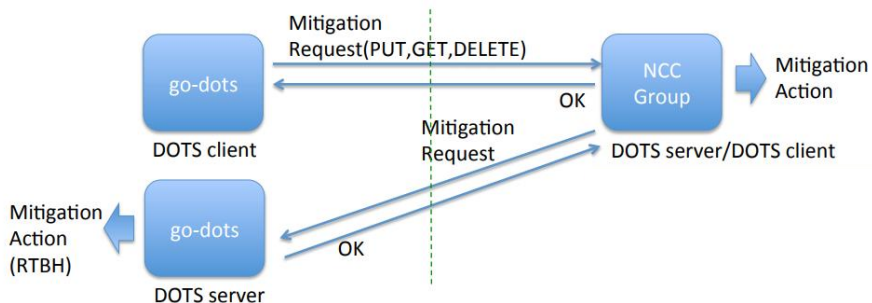 Mitigation
Request(PUT,GET,DELETE)
go-dots
NCC
Group
Mitigation
Action
OK
DOTS client
Mitigation
Request
DOTS server/DOTS client
Mitigation
Action
(RTBH)
go-dots
OK
DOTS server